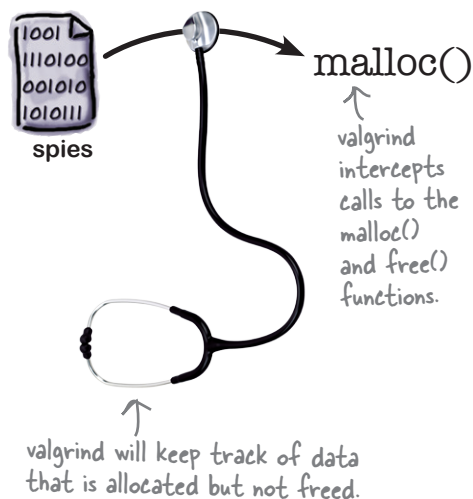 1001
1110100
001010
1010111
spies
malloc()
valgrind
intercepts
calls to the
malloc()
and free()
functions.
valgrind will keep track of data
that is allocated but not freed.